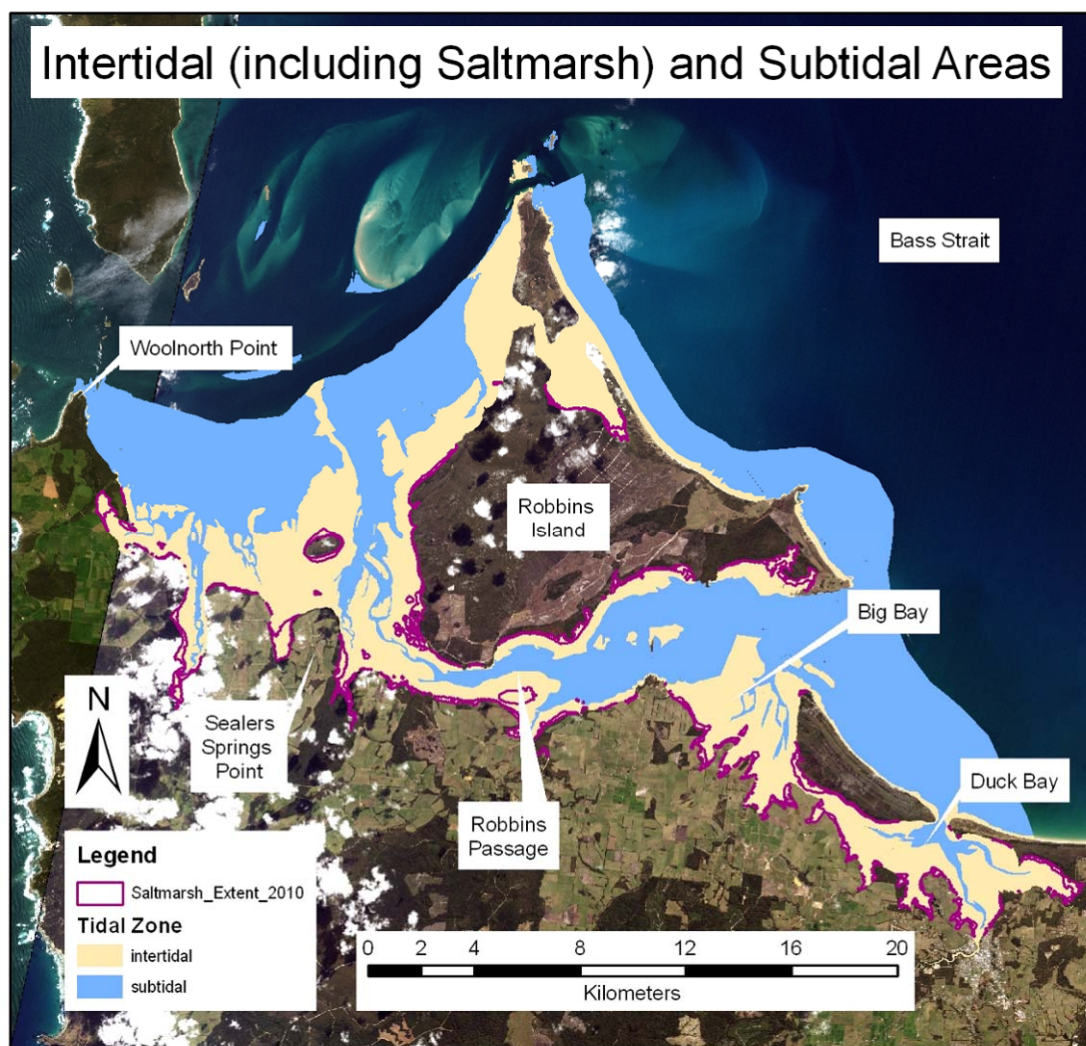 Intertidal (including Saltmarsh) and Subtidal Areas
Bass Strait
Woolnorth Point
Robbins
Island
Big Bay
Sealers
Springs
Point
Duck Bay
Robbins
Passage
N
Legend
Saltmarsh_Extent_2010
Tidal Zone
intertidal
subtidal
0 2 4 8 12 16 20
Kilometers